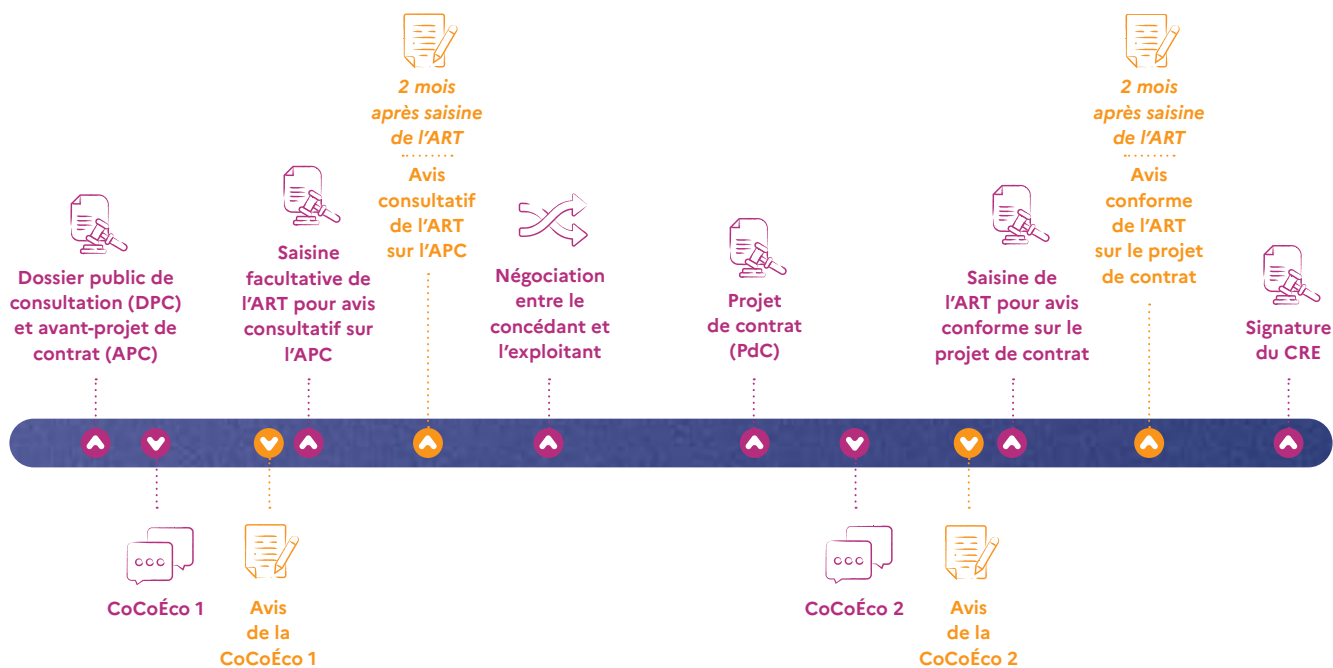 Dossier public de
consultation (DPC)
et avant-projet de
contrat (APC)
CoCoÉco 1
Avis
de la
CoCoÉco 1
Saisine
facultative de
l’ART pour avis
consultatif sur
l’APC
2 mois
après saisine
de l’ART
Avis
consultatif
de l’ART
sur l’APC
Négociation
entre le
concédant et
l’exploitant
Projet
de contrat
(PdC)
CoCoÉco 2
Avis
de la
CoCoÉco 2
Saisine de
l’ART pour avis
conforme sur le
projet de contrat
2 mois
après saisine
de l’ART
Avis
conforme
de l’ART
sur le projet
de contrat
Signature
du CRE